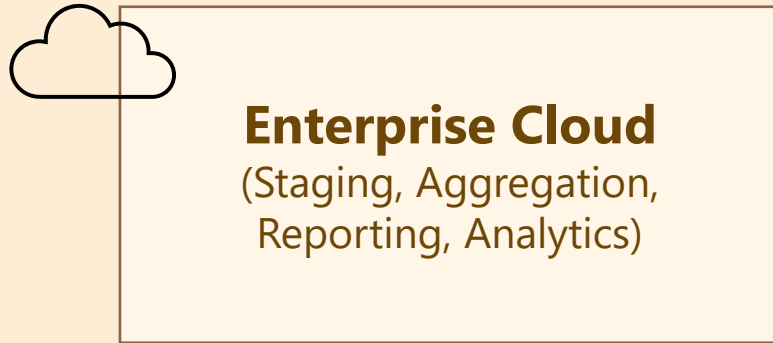 Enterprise Cloud
(Staging, Aggregation,
Reporting, Analytics)